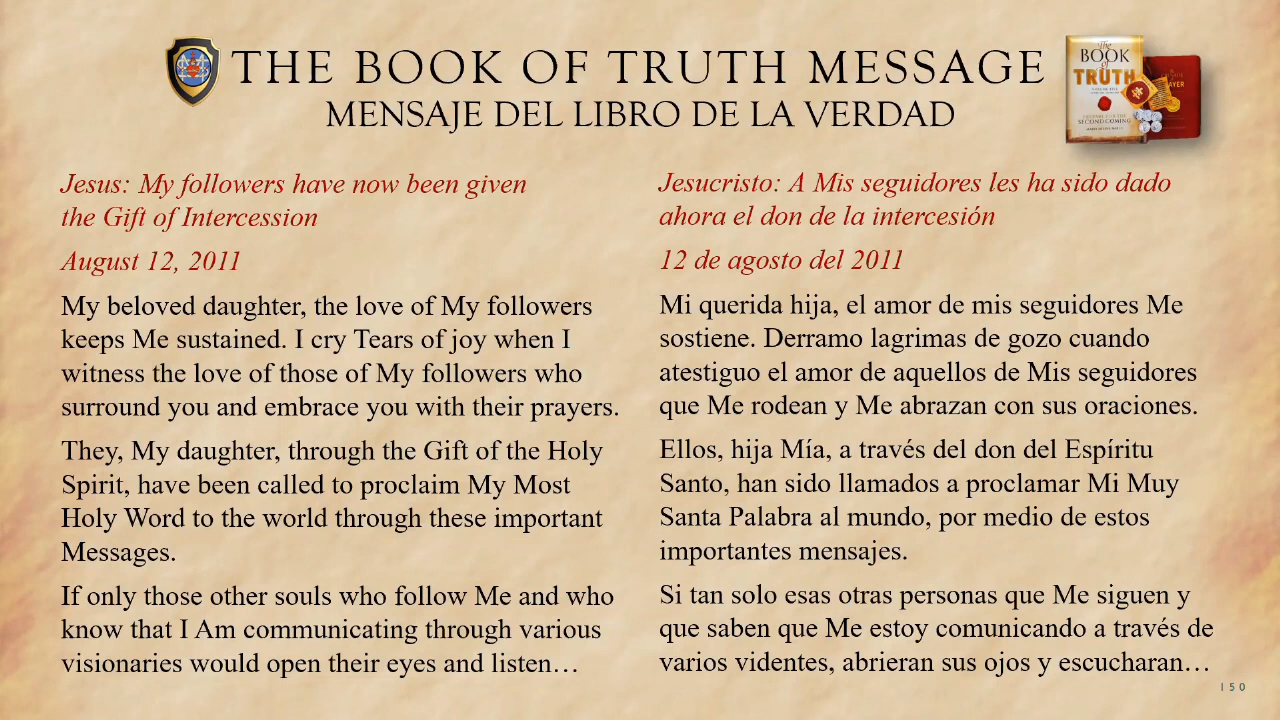 THE BOOK OF TRUTH MESSAGE
MENSAJE DEL LIBRO DE LA VERDAD
The
BOOK
of
TRUTH
SECOND COMING
Jesus: My followers have now been given
the Gift of Intercession
August 12, 2011
My beloved daughter, the love of My followers
keeps Me sustained. I cry Tears of joy when I
witness the love of those of My followers who
surround you and embrace you with their prayers.
They, My daughter, through the Gift of the Holy
Spirit, have been called to proclaim My Most
Holy Word to the world through these important
Messages.
If only those other souls who follow Me and who
know that I Am communicating through various
visionaries would open their eyes and listen…
Jesucristo: A Mis seguidores les ha sido dado
ahora el don de la intercesión
12 de agosto del 2011
Mi querida hija, el amor de mis seguidores Me
sostiene. Derramo lagrimas de gozo cuando
atestiguo el amor de aquellos de Mis seguidores
que Me rodean y Me abrazan con sus oraciones.
Ellos, hija Mía, a través del don del Espíritu
Santo, han sido llamados a proclamar Mi Muy
Santa Palabra al mundo, por medio de estos
importantes mensajes.
Si tan solo esas otras personas que Me siguen y
que saben que Me estoy comunicando a través de
varios videntes, abrieran sus ojos y escucharan…
150